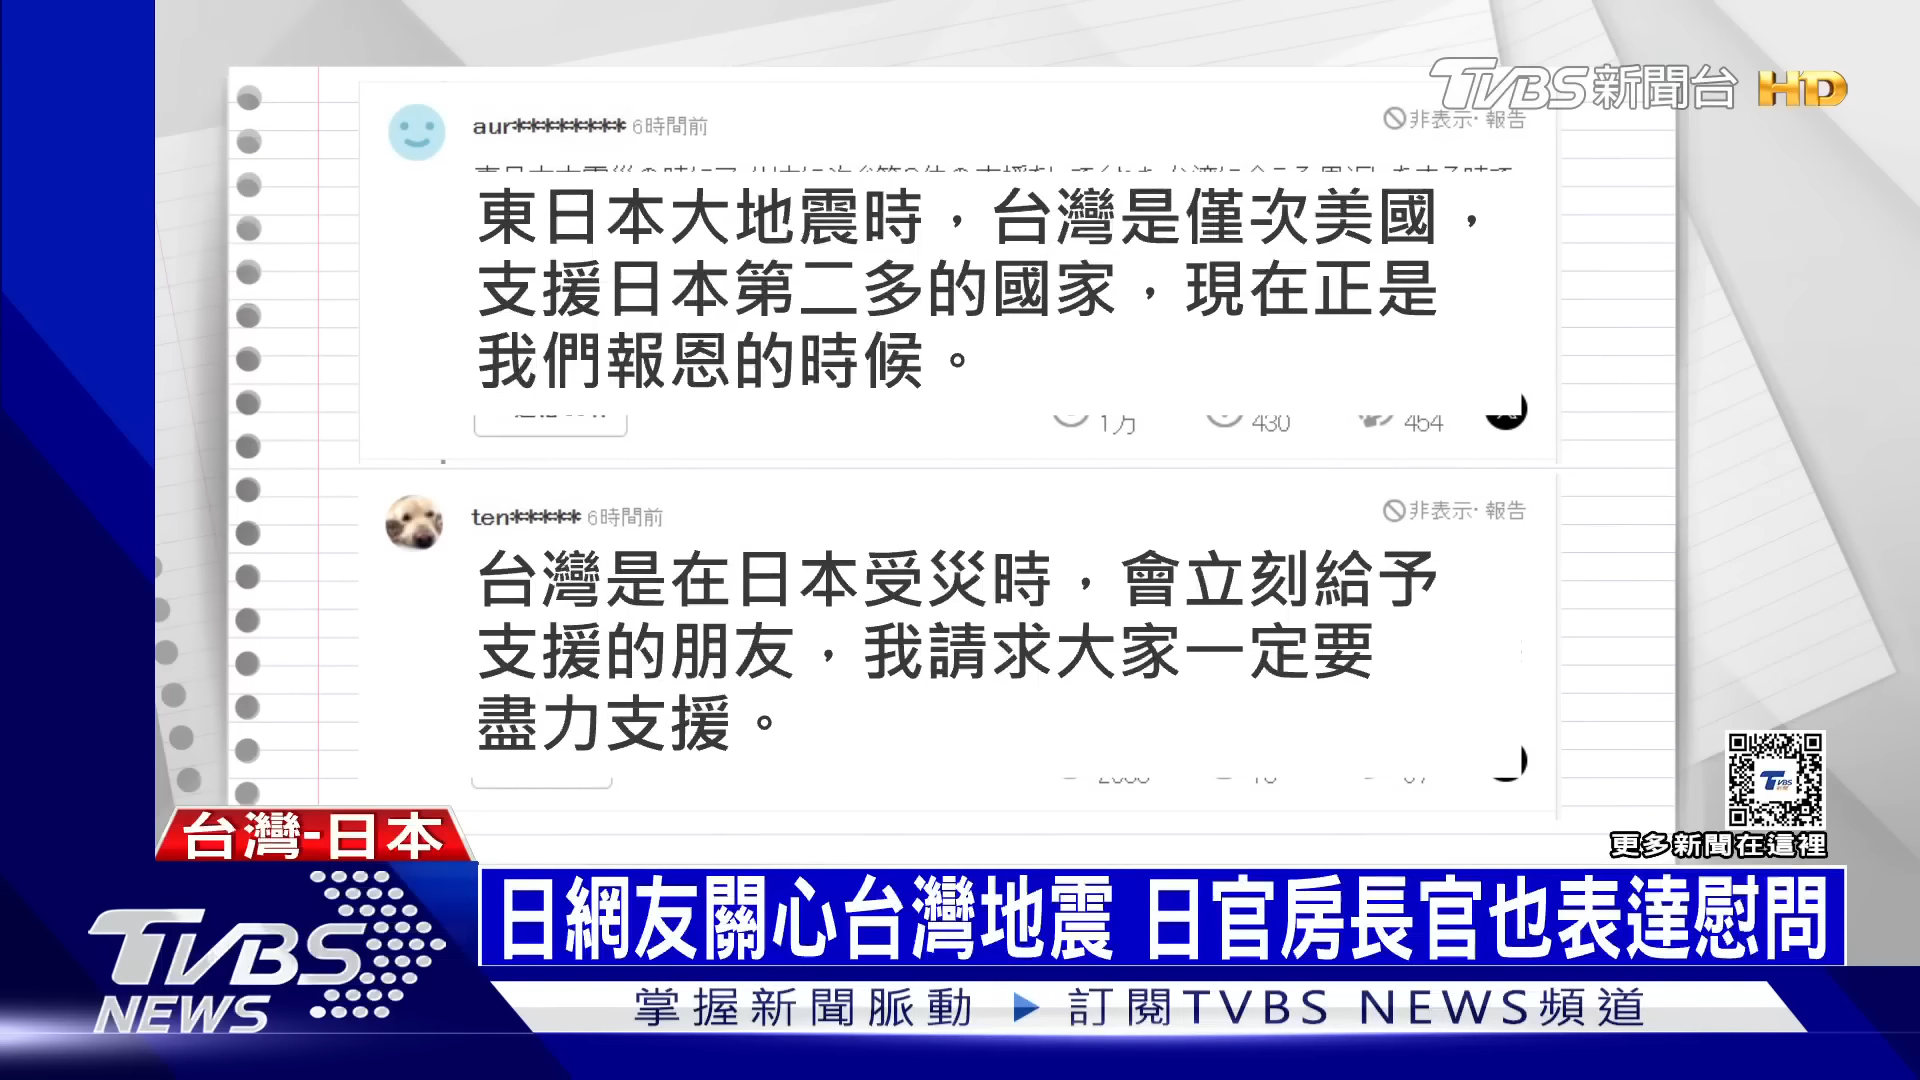 TVBS新聞台 HD
aur********* 6時間前
非表示・報告
東日本大地震時，台灣是僅次美國，
支援日本第二多的國家，現在正是
我們報恩的時候。
1万 430 454
ten***** 6時間前
非表示・報告
台灣是在日本受災時，會立刻給予
支援的朋友，我請求大家一定要
盡力支援。
TVBS
更多新聞在這裡
台灣-日本
日網友關心台灣地震 日官房長官也表達慰問
TVBS
NEWS
掌握新聞脈動 ▶ 訂閱TVBS NEWS頻道